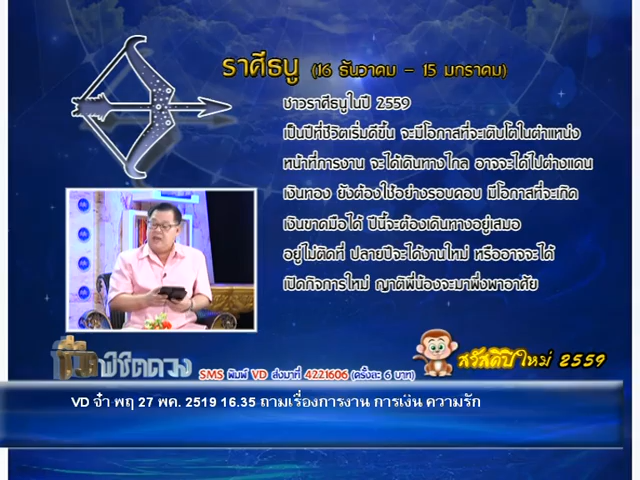 ราศีธนู (16 ธันวาคม - 15 มกราคม)
ชาวราศีธนูในปี 2559
เป็นปีที่ชีวิตเริ่มดีขึ้น จะมีโอกาสที่จะเติบโตในตำแหน่ง
หน้าที่การงาน จะได้เดินทางไกล อาจจะได้ไปต่างแดน
เงินทอง ยังต้องใช้อย่างรอบคอบ มีโอกาสที่จะเกิด
เงินขาดมือได้ ปีนี้จะต้องเดินทางอยู่เสมอ
อยู่ไม่ติดที่ ปลายปีจะได้งานใหม่ หรืออาจจะได้
เปิดกิจการใหม่ ญาติพี่น้องจะมาพึ่งพาอาศัย
พิชิตดวง
SMS พิมพ์ VD ส่งมาที่ 4221606 (ครั้งละ 6 บาท)
สวัสดีปีใหม่ 2559
VD จ๋า พฤ 27 พค. 2519 16.35 ถามเรื่องการงาน การเงิน ความรัก